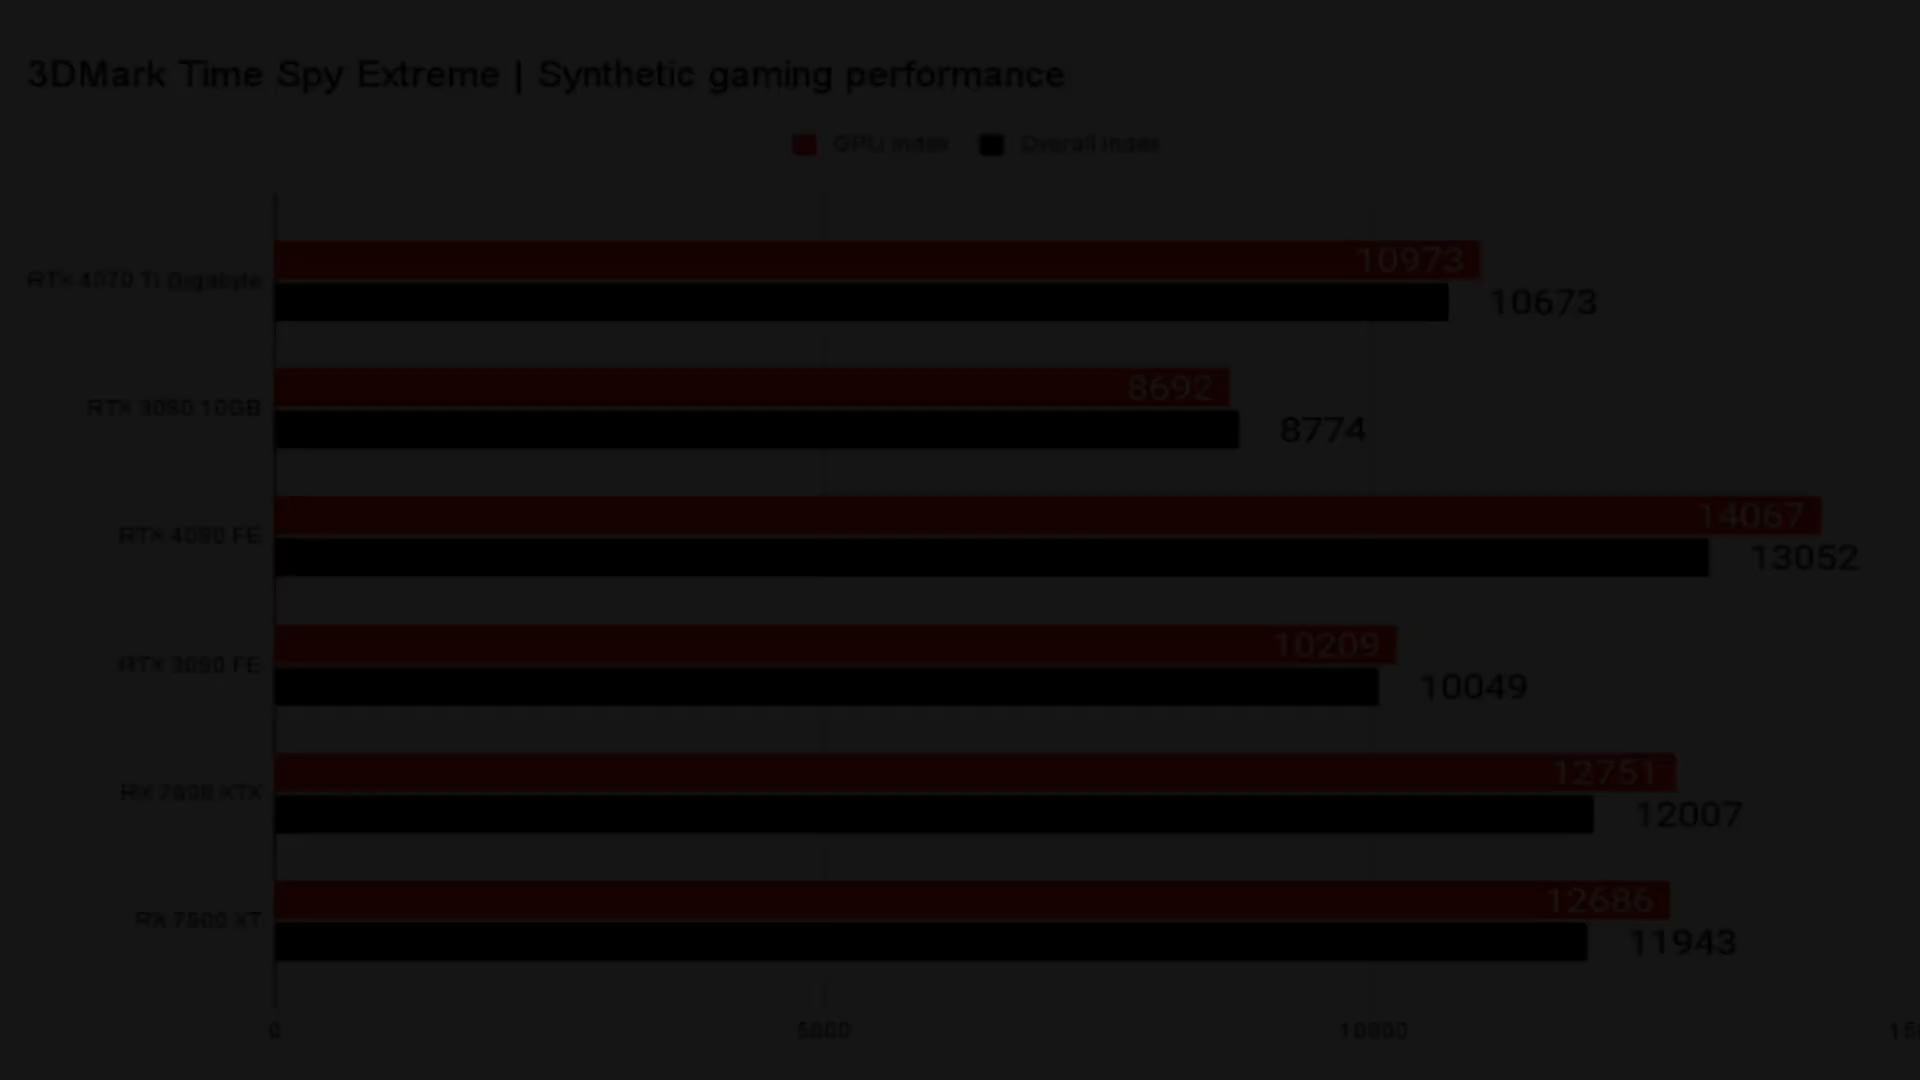 3DMark Time Spy Extreme | Synthetic gaming performance
GPU index Overall index
RTX 4070 Ti Gigabyte
10973
10673
RTX 3080 10GB
8692
8774
RTX 4080 FE
14067
13052
RTX 3090 FE
10209
10049
RX 7900 XTX
12751
12007
RX 7900 XT
12686
11943
0 5000 10000